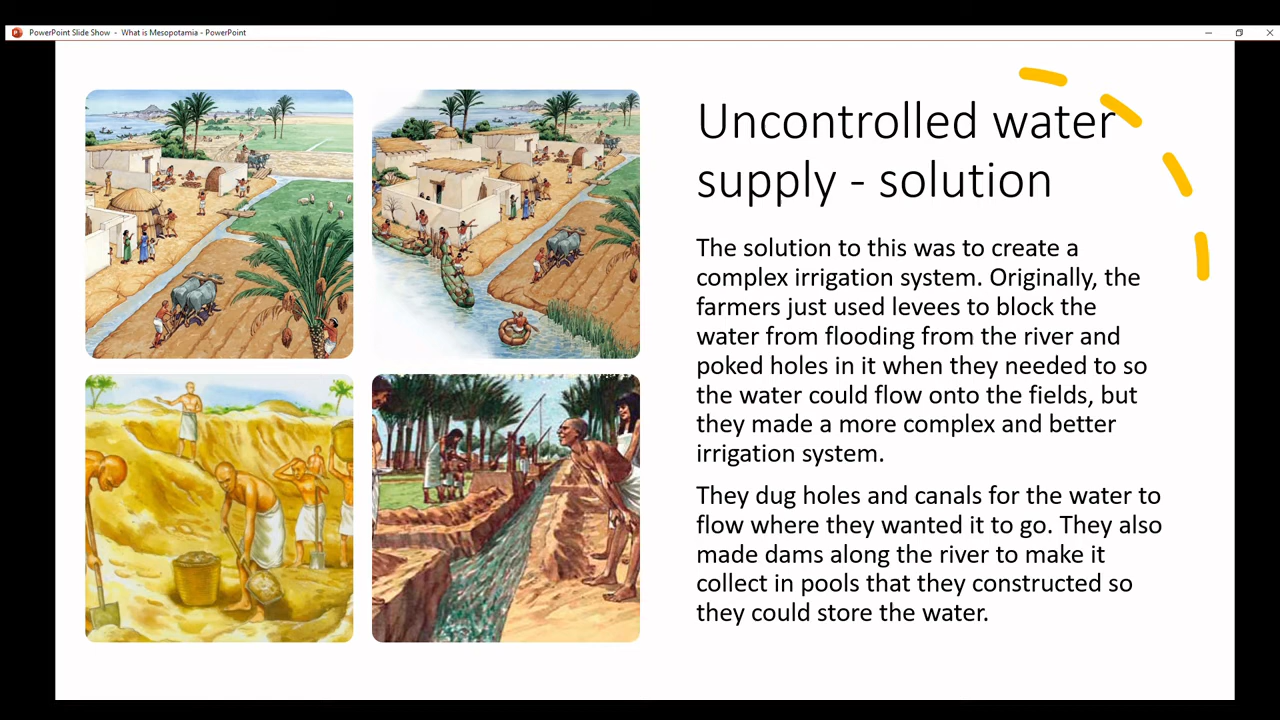 PowerPoint Slide Show - What is Mesopotamia - PowerPoint
Uncontrolled water
supply - solution
The solution to this was to create a
complex irrigation system. Originally, the
farmers just used levees to block the
water from flooding from the river and
poked holes in it when they needed to so
the water could flow onto the fields, but
they made a more complex and better
irrigation system.
They dug holes and canals for the water to
flow where they wanted it to go. They also
made dams along the river to make it
collect in pools that they constructed so
they could store the water.